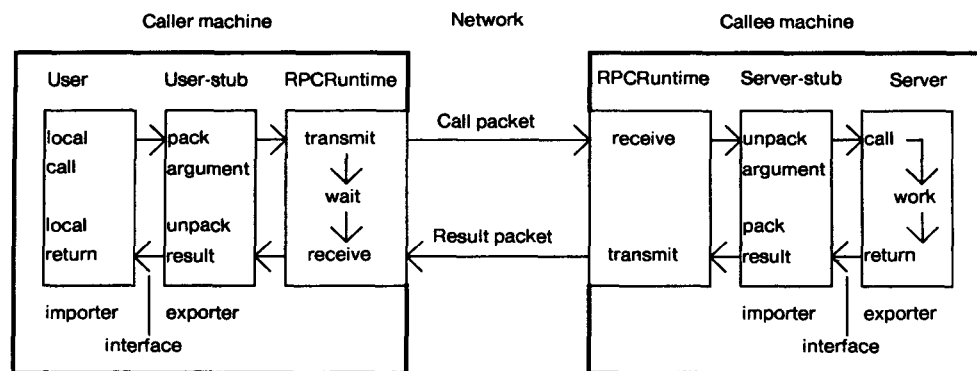 Caller machine Network Callee machine
User User-stub RPCRuntime RPCRuntime Server-stub Server
local pack transmit Call packet receive unpack call
call argument argument
wait work
local unpack pack
return result receive Result packet transmit result return
importer exporter importer exporter
interface interface